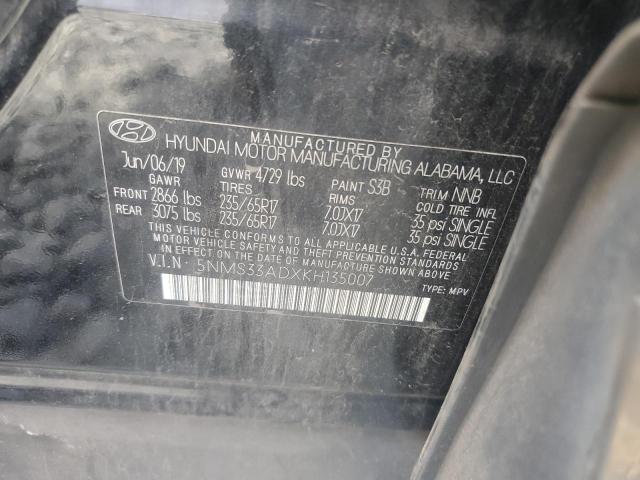 MANUFACTURED BY
HYUNDAI MOTOR MANUFACTURING ALABAMA, LLC
Jun/06/19 GVWR 4729 lbs PAINT S3B TRIM NNB
GAWR TIRES RIMS COLD TIRE INFL
FRONT 2866 lbs 235/65R17 7.0JX17 35 psi SINGLE
REAR 3075 lbs 235/65R17 7.0JX17 35 psi SINGLE
THIS VEHICLE CONFORMS TO ALL APPLICABLE U.S.A. FEDERAL
MOTOR VEHICLE SAFETY AND THEFT PREVENTION STANDARDS
IN EFFECT ON THE DATE OF MANUFACTURE SHOWN ABOVE.
V.I.N: 5NMS33ADXKH135007
TYPE: MPV